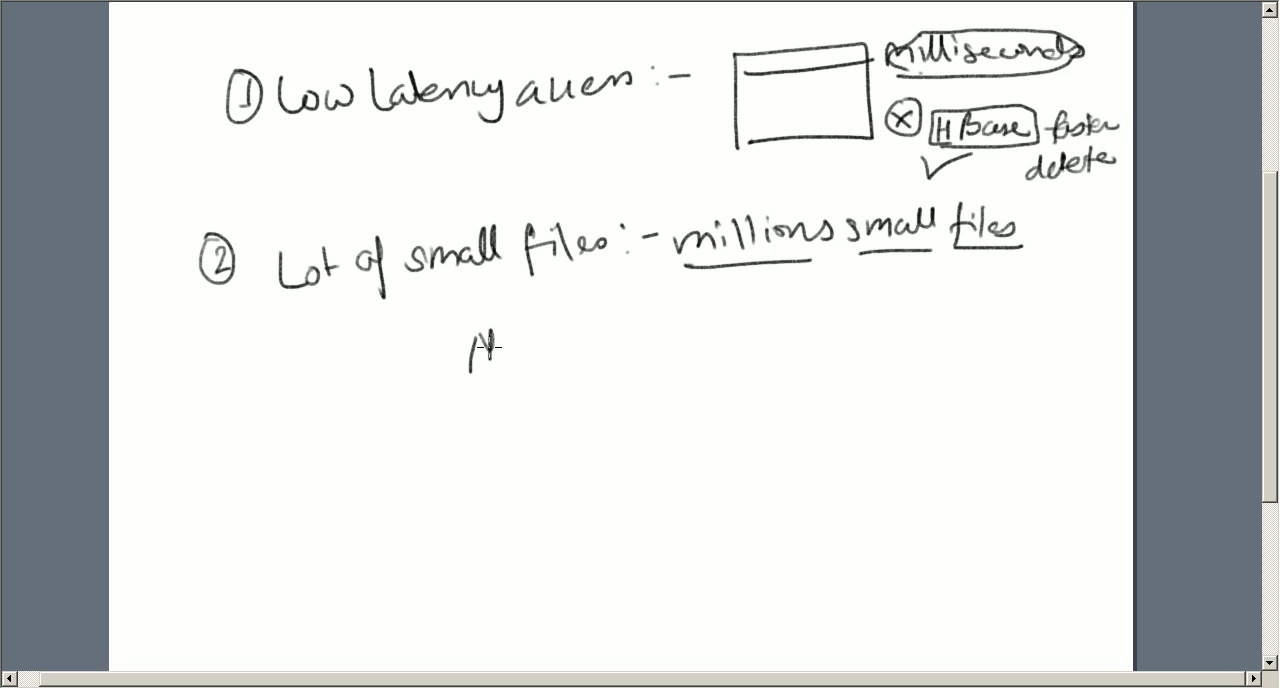 ① Low latency access :- milliseconds
Ⓧ HBase - faster
delete
② Lot of small files :- millions small files
N